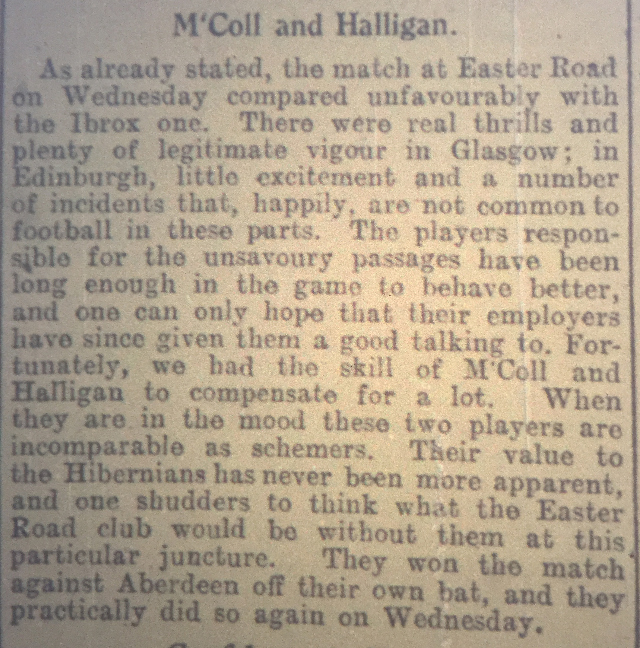 M'Coll and Halligan.
As already stated, the match at Easter Road
on Wednesday compared unfavourably with
the Ibrox one. There were real thrills and
plenty of legitimate vigour in Glasgow; in
Edinburgh, little excitement and a number
of incidents that, happily, are not common to
football in these parts. The players respon-
sible for the unsavoury passages have been
long enough in the game to behave better,
and one can only hope that their employers
have since given them a good talking to. For-
tunately, we had the skill of M'Coll and
Halligan to compensate for a lot. When
they are in the mood these two players are
incomparable as schemers. Their value to
the Hibernians has never been more apparent,
and one shudders to think what the Easter
Road club would be without them at this
particular juncture. They won the match
against Aberdeen off their own bat, and they
practically did so again on Wednesday.